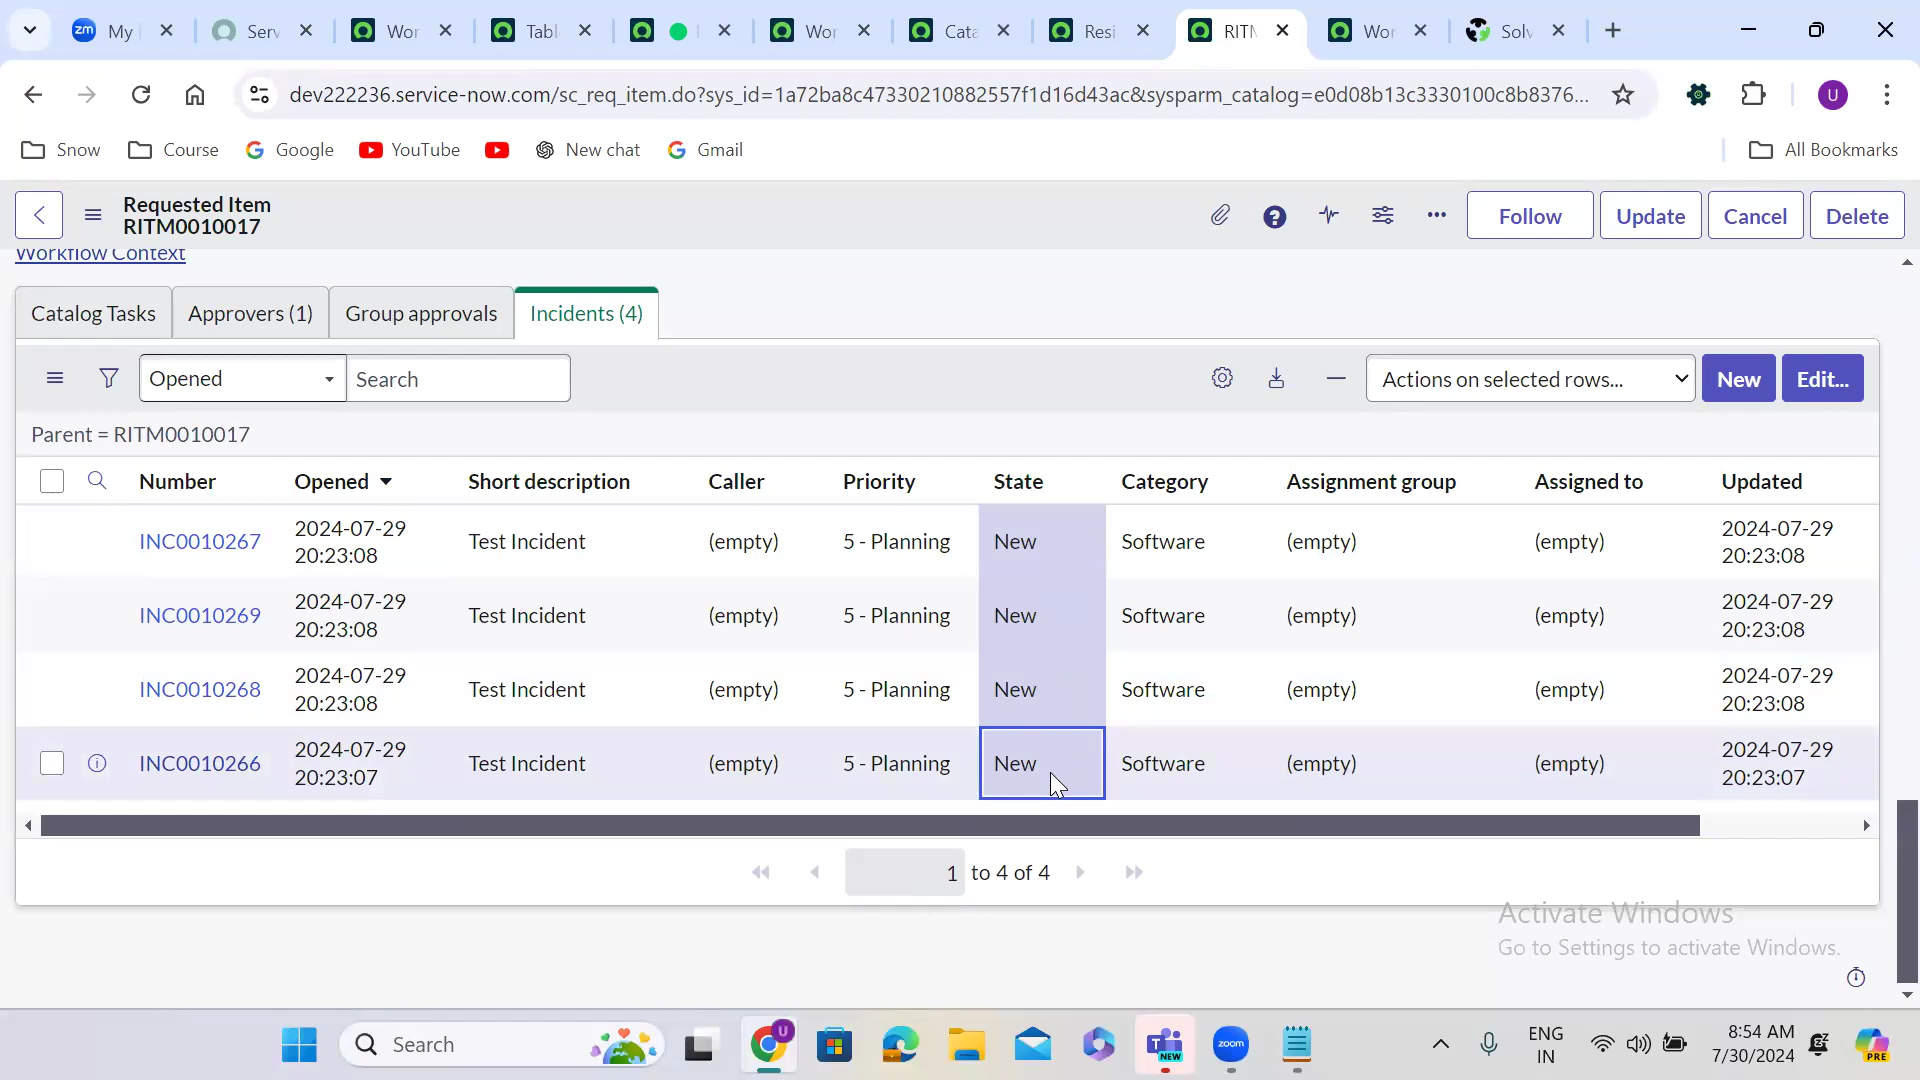 zm My Serv Wor Tabl Wor Cata Resi RITM Wor Solv
dev222236.service-now.com/sc_req_item.do?sys_id=1a72ba8c47330210882557f1d16d43ac&sysparm_catalog=e0d08b13c3330100c8b8376... U
Snow Course Google YouTube New chat Gmail All Bookmarks
Requested Item
RITM0010017
Follow Update Cancel Delete
Workflow Context
Catalog Tasks Approvers (1) Group approvals Incidents (4)
Opened Search Actions on selected rows... New Edit...
Parent = RITM0010017
Number Opened Short description Caller Priority State Category Assignment group Assigned to Updated
INC0010267 2024-07-29 20:23:08 Test Incident (empty) 5 - Planning New Software (empty) (empty) 2024-07-29 20:23:08
INC0010269 2024-07-29 20:23:08 Test Incident (empty) 5 - Planning New Software (empty) (empty) 2024-07-29 20:23:08
INC0010268 2024-07-29 20:23:08 Test Incident (empty) 5 - Planning New Software (empty) (empty) 2024-07-29 20:23:08
INC0010266 2024-07-29 20:23:07 Test Incident (empty) 5 - Planning New Software (empty) (empty) 2024-07-29 20:23:07
1 to 4 of 4
Activate Windows
Go to Settings to activate Windows.
Search U NEW zoom ENG IN 8:54 AM 7/30/2024 PRE